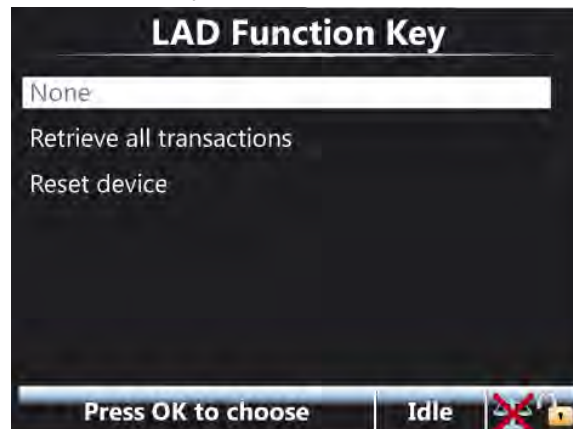 LAD Function Key
None
Retrieve all transactions
Reset device
Press OK to choose
Idle